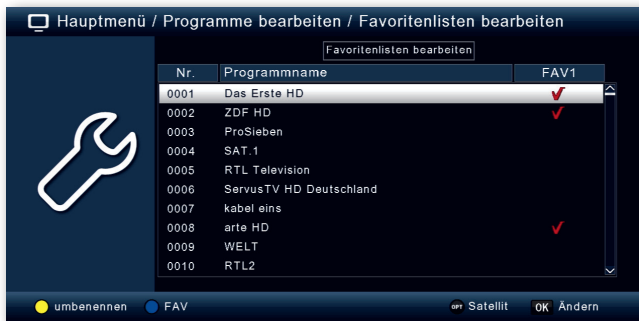 Hauptmenü / Programme bearbeiten / Favoritenlisten bearbeiten
Favoritenlisten bearbeiten
Nr. Programmname FAV1
0001 Das Erste HD
0002 ZDF HD
0003 ProSieben
0004 SAT.1
0005 RTL Television
0006 ServusTV HD Deutschland
0007 kabel eins
0008 arte HD
0009 WELT
0010 RTL2
umbenennen FAV OPT Satellit OK Ändern